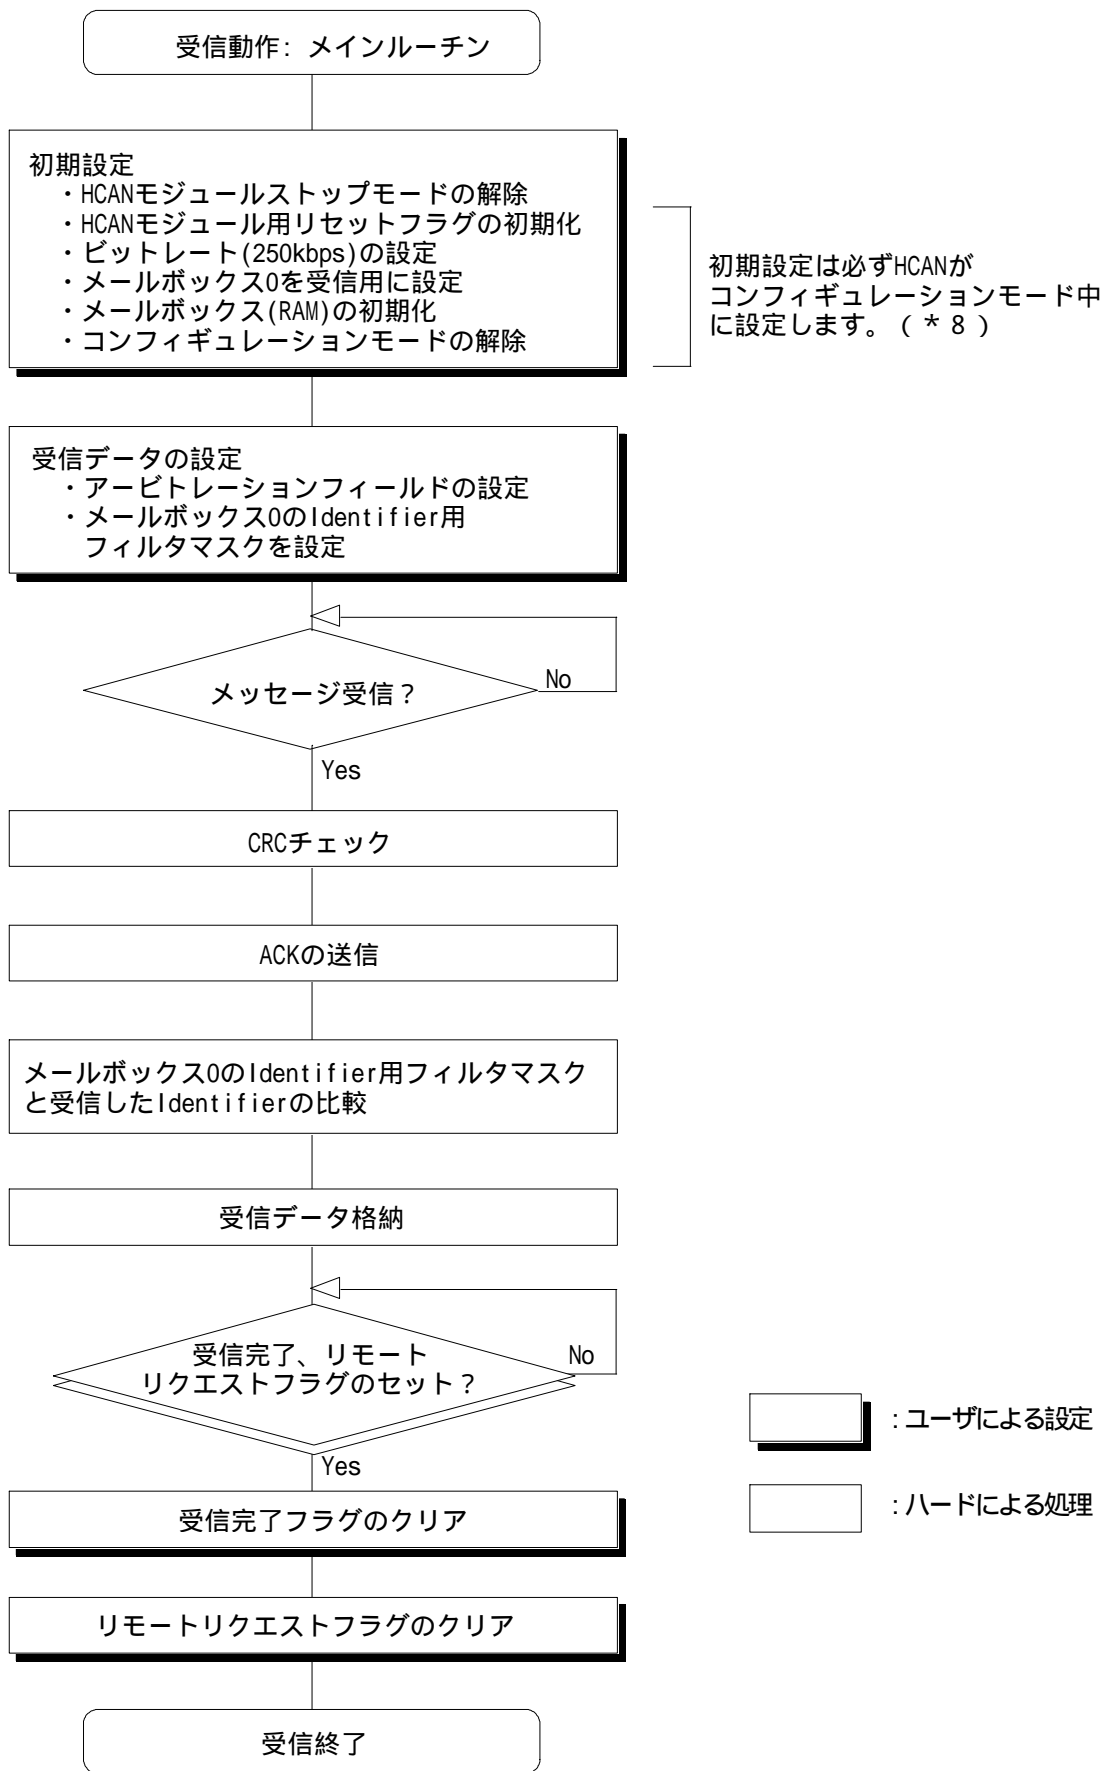 受信動作: メインルーチン
初期設定
・HCANモジュールストップモードの解除
・HCANモジュール用リセットフラグの初期化
・ビットレート(250kbps)の設定
・メールボックス0を受信用に設定
・メールボックス(RAM)の初期化
・コンフィギュレーションモードの解除
初期設定は必ずHCANが
コンフィギュレーションモード中
に設定します。(*8)
受信データの設定
・アービトレーションフィールドの設定
・メールボックス0のIdentifier用
フィルタマスクを設定
メッセージ受信?
No
Yes
CRCチェック
ACKの送信
メールボックス0のIdentifier用フィルタマスク
と受信したIdentifierの比較
受信データ格納
受信完了、リモート
リクエストフラグのセット?
No
Yes
:ユーザによる設定
:ハードによる処理
受信完了フラグのクリア
リモートリクエストフラグのクリア
受信終了